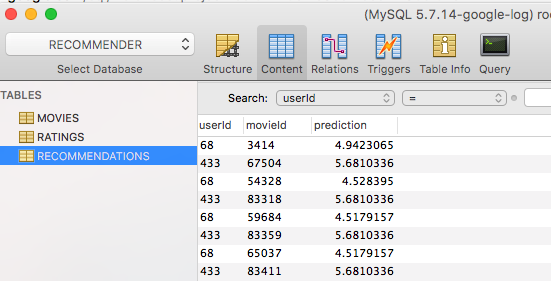 (MySQL 5.7.14-google-log) roo
RECOMMENDER
Select Database
Structure
Content
Relations
Triggers
Table Info
Query
TABLES
MOVIES
RATINGS
RECOMMENDATIONS
Search: userId =
userId movieId prediction
68 3414 4.9423065
433 67504 5.6810336
68 54328 4.528395
433 83318 5.6810336
68 59684 4.5179157
433 83359 5.6810336
68 65037 4.5179157
433 83411 5.6810336